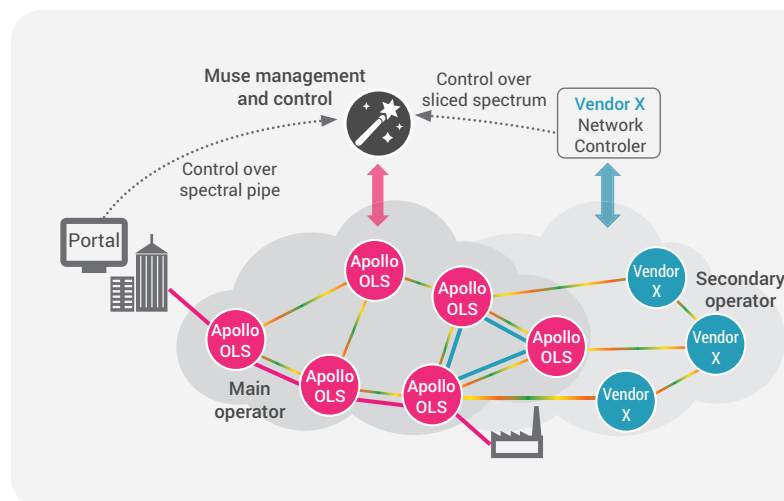 Muse management
and control
Control over
sliced spectrum
Vendor X
Network
Controler
Control over
spectral pipe
Portal
Apollo
OLS
Apollo
OLS
Vendor
X
Secondary
operator
Apollo
OLS
Apollo
OLS
Vendor
X
Apollo
OLS
Apollo
OLS
Vendor
X
Main
operator